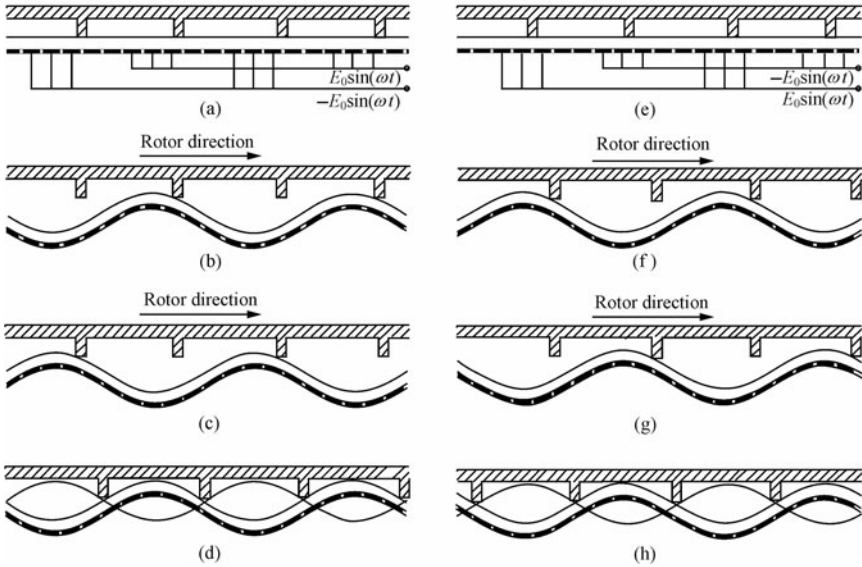 E₀sin(ωt)
−E₀sin(ωt)
(a)
Rotor direction
(b)
Rotor direction
(c)
(d)
−E₀sin(ωt)
E₀sin(ωt)
(e)
Rotor direction
(f )
Rotor direction
(g)
(h)